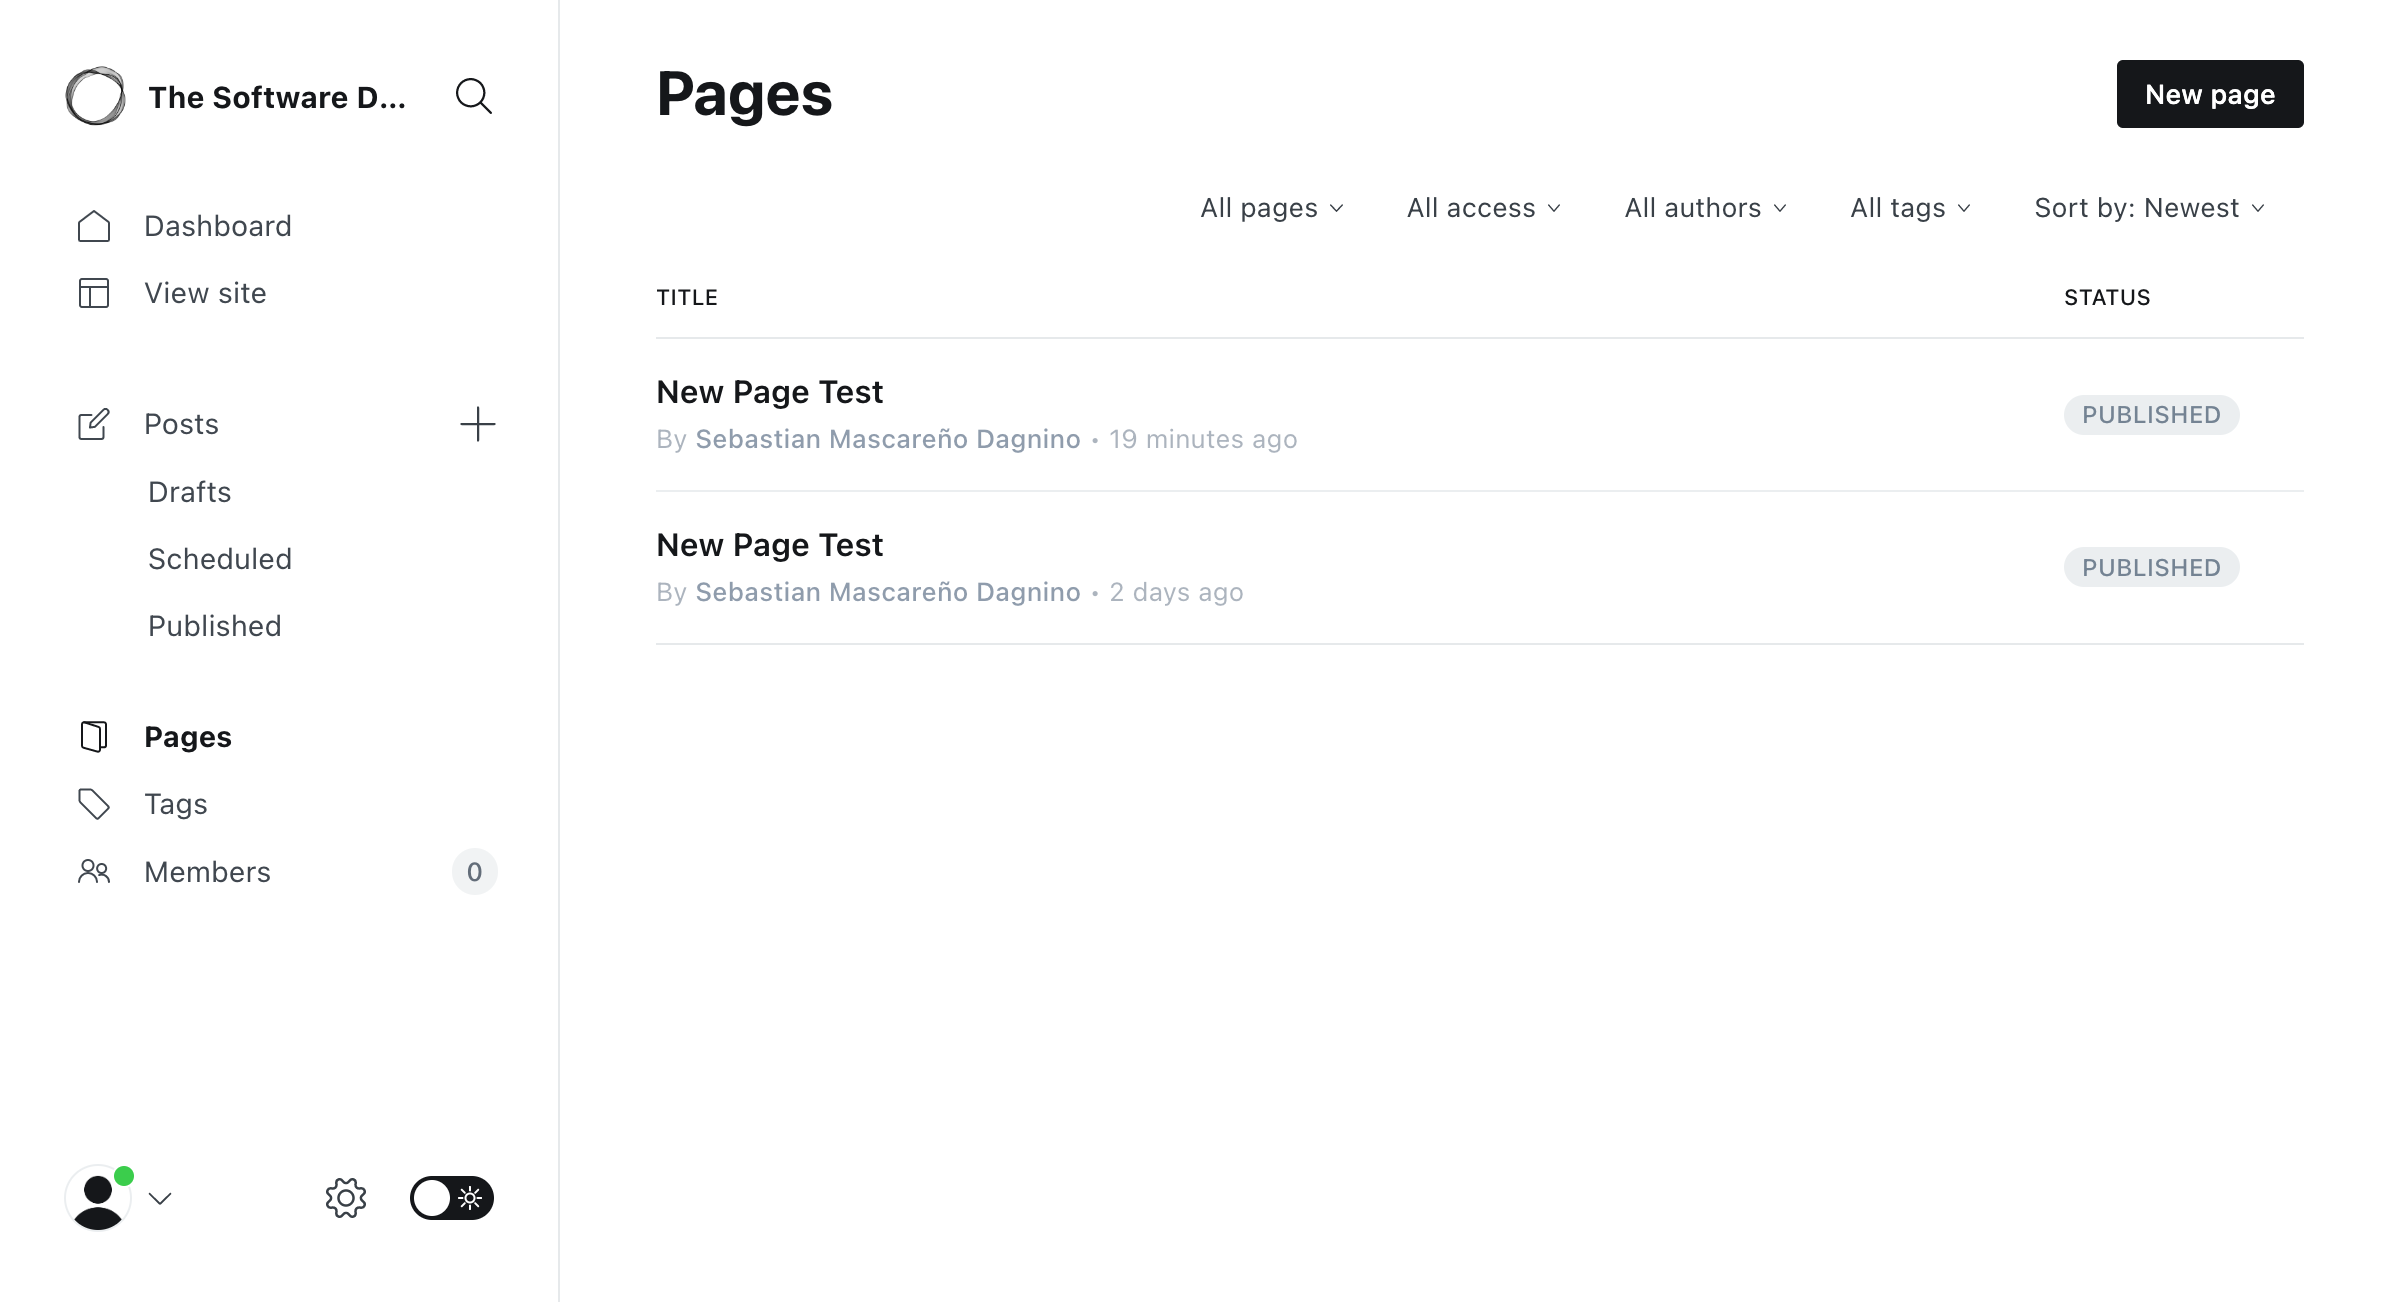 The Software D...
Dashboard
View site
Posts
Drafts
Scheduled
Published
Pages
Tags
Members 0
Pages
New page
All pages All access All authors All tags Sort by: Newest
TITLE STATUS
New Page Test
By Sebastian Mascareño Dagnino • 19 minutes ago
PUBLISHED
New Page Test
By Sebastian Mascareño Dagnino • 2 days ago
PUBLISHED